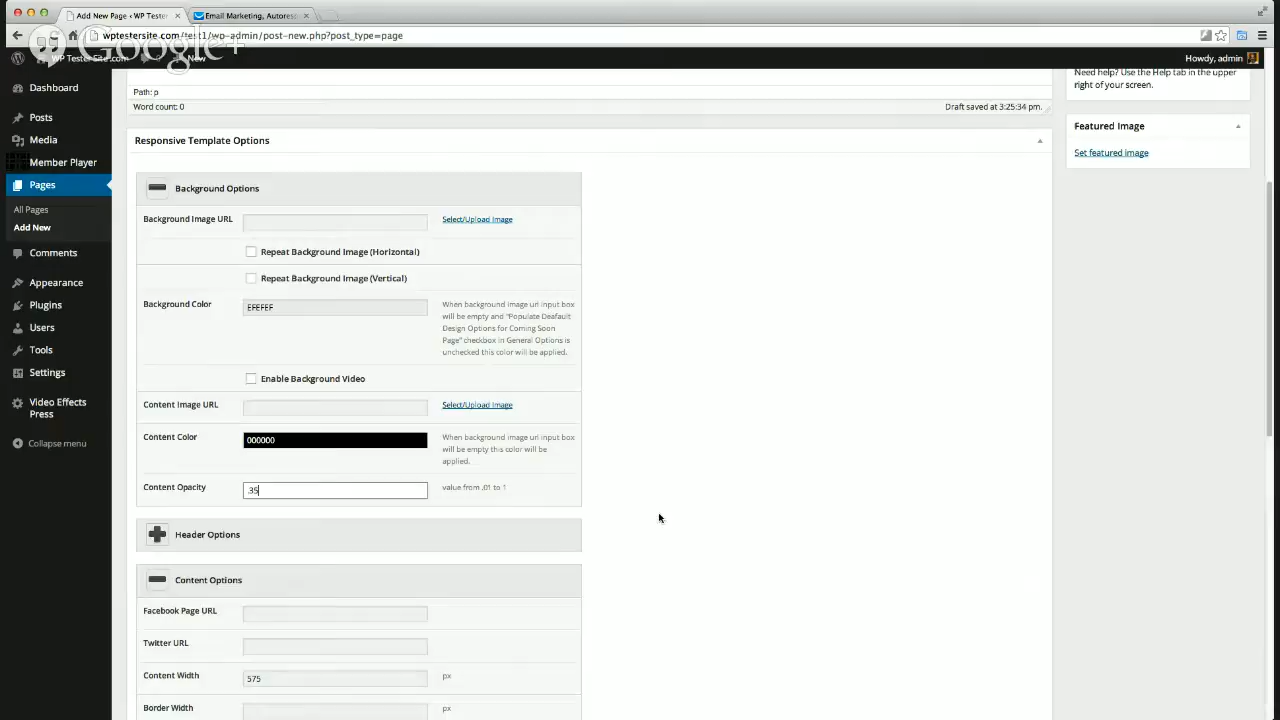 Add New Page ‹ WP Tester
Email Marketing, Autores
wptestersite.com/test1/wp-admin/post-new.php?post_type=page
Google+
WP Tester Site.com
New
Howdy, admin
Dashboard
Posts
Media
Member Player
Pages
All Pages
Add New
Comments
Appearance
Plugins
Users
Tools
Settings
Video Effects
Press
Collapse menu
Path: p
Word count: 0
Draft saved at 3:25:34 pm.
Responsive Template Options
Background Options
Background Image URL
Select/Upload Image
Repeat Background Image (Horizontal)
Repeat Background Image (Vertical)
Background Color
EFEFEF
When background image url input box
will be empty and "Populate Deafault
Design Options for Coming Soon
Page" checkbox in General Options is
unchecked this color will be applied.
Enable Background Video
Content Image URL
Select/Upload Image
Content Color
000000
When background image url input box
will be empty this color will be
applied.
Content Opacity
.35
value from .01 to 1
Header Options
Content Options
Facebook Page URL
Twitter URL
Content Width
575
px
Border Width
px
Need help? Use the Help tab in the upper
right of your screen.
Featured Image
Set featured image